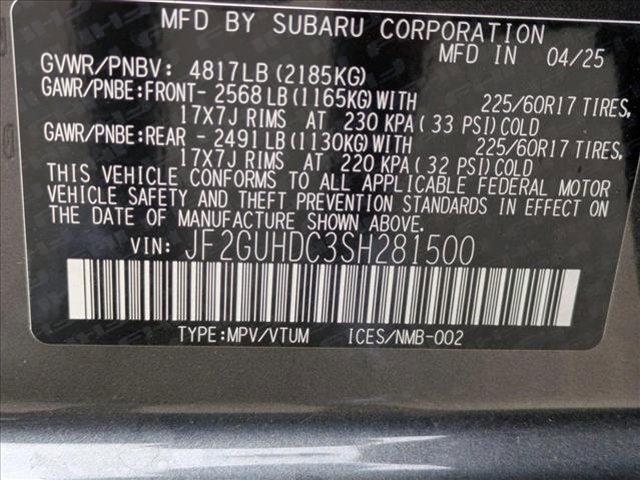 MFD BY SUBARU CORPORATION
MFD IN 04/25
GVWR/PNBV: 4817LB (2185KG)
GAWR/PNBE:FRONT- 2568LB(1165KG)WITH 225/60R17 TIRES,
17X7J RIMS AT 230 KPA(33 PSI)COLD
GAWR/PNBE:REAR - 2491LB(1130KG)WITH 225/60R17 TIRES,
17X7J RIMS AT 220 KPA(32 PSI)COLD
THIS VEHICLE CONFORMS TO ALL APPLICABLE FEDERAL MOTOR
VEHICLE SAFETY AND THEFT PREVENTION STANDARDS IN EFFECT ON
THE DATE OF MANUFACTURE SHOWN ABOVE.
VIN: JF2GUHDC3SH281500
TYPE:MPV/VTUM ICES/NMB-002